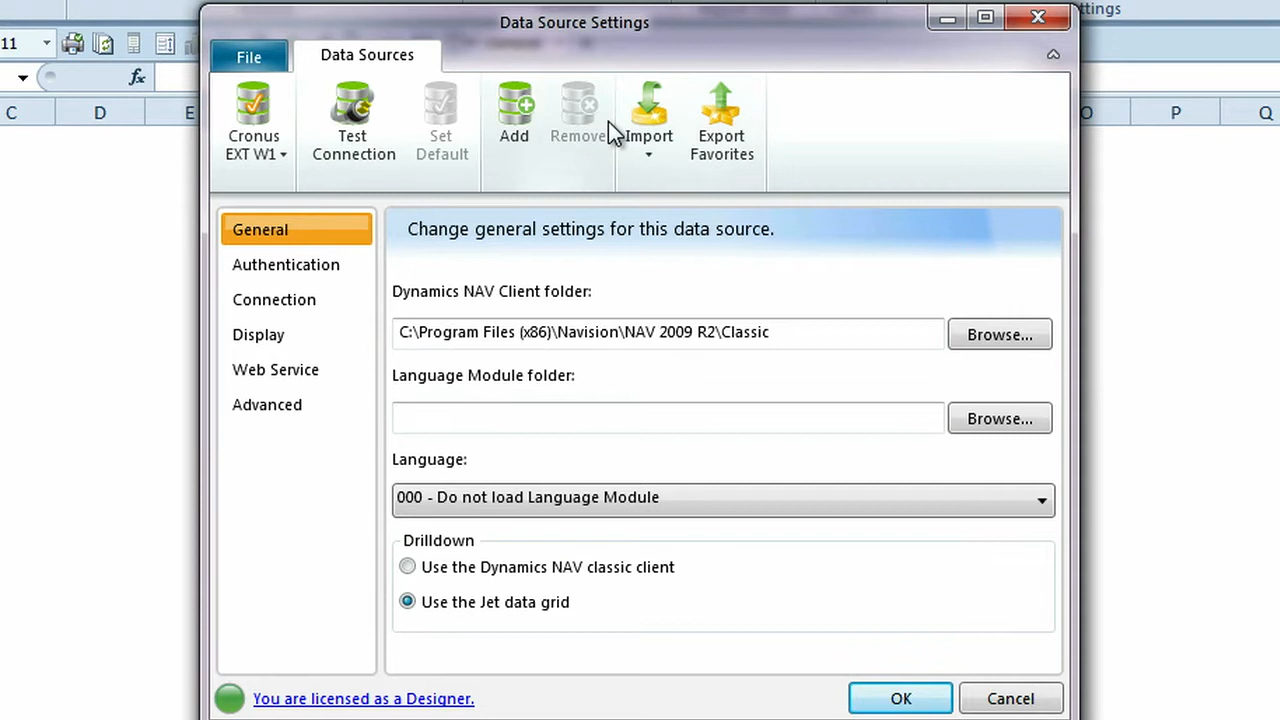 Data Source Settings
ttings
11
File
Data Sources
fx
C
D
E
O
P
Q
Cronus
EXT W1
Test
Connection
Set
Default
Add
Remove
Import
Export
Favorites
General
Authentication
Connection
Display
Web Service
Advanced
Change general settings for this data source.
Dynamics NAV Client folder:
C:\Program Files (x86)\Navision\NAV 2009 R2\Classic
Browse...
Language Module folder:
Browse...
Language:
000 - Do not load Language Module
Drilldown
Use the Dynamics NAV classic client
Use the Jet data grid
You are licensed as a Designer.
OK
Cancel